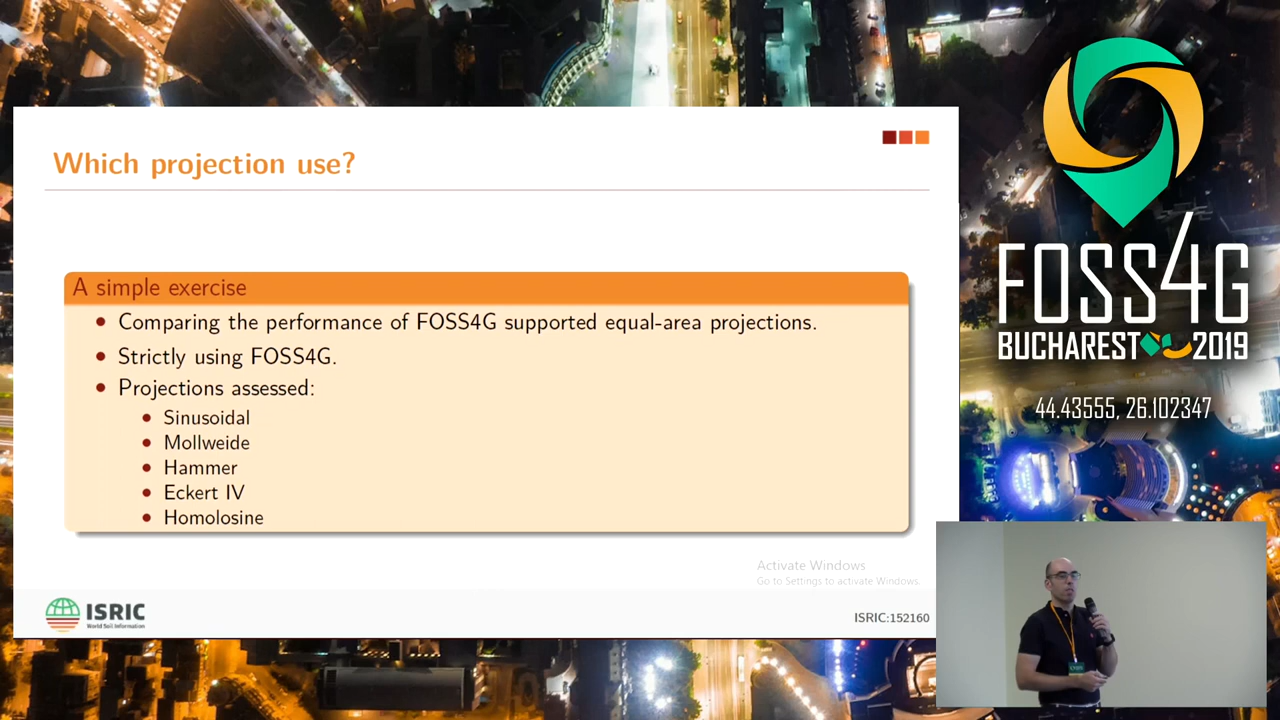 Which projection use?
A simple exercise
Comparing the performance of FOSS4G supported equal-area projections.
Strictly using FOSS4G.
Projections assessed:
Sinusoidal
Mollweide
Hammer
Eckert IV
Homolosine
Activate Windows
Go to Settings to activate Windows.
ISRIC
World Soil Information
ISRIC:152160
FOSS4G
BUCHAREST 2019
44.43555, 26.102347